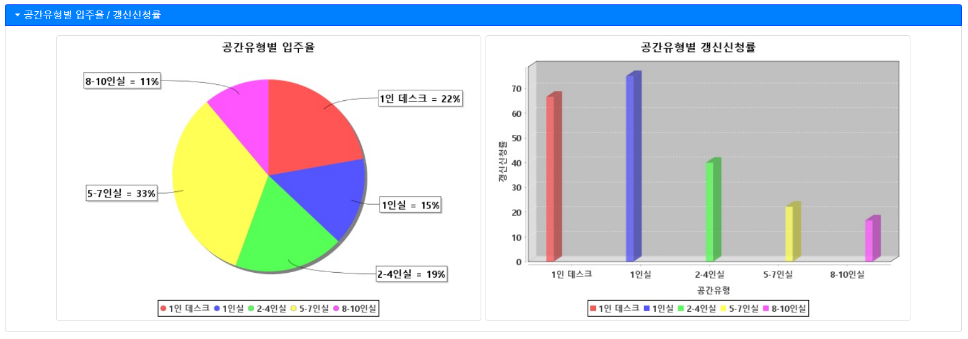 공간유형별 입주율 / 갱신신청률
공간유형별 입주율
8-10인실 = 11%
1인 데스크 = 22%
5-7인실 = 33%
1인실 = 15%
2-4인실 = 19%
1인 데스크 1인실 2-4인실 5-7인실 8-10인실
공간유형별 갱신신청률
갱신신청률
70
60
50
40
30
20
10
0
1인 데스크 1인실 2-4인실 5-7인실 8-10인실
공간유형
1인 데스크 1인실 2-4인실 5-7인실 8-10인실